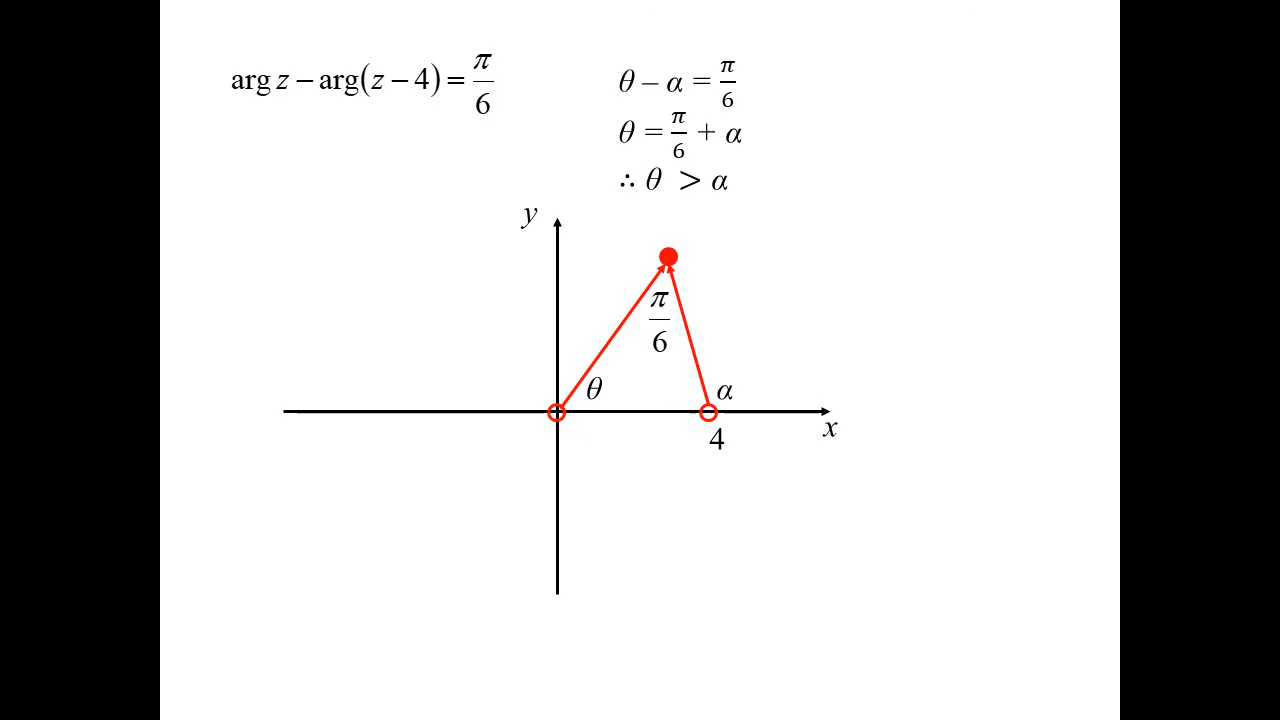 arg z − arg(z − 4) = π/6
θ – α = π/6
θ = π/6 + α
∴ θ > α
y
π/6
θ
α
4
x